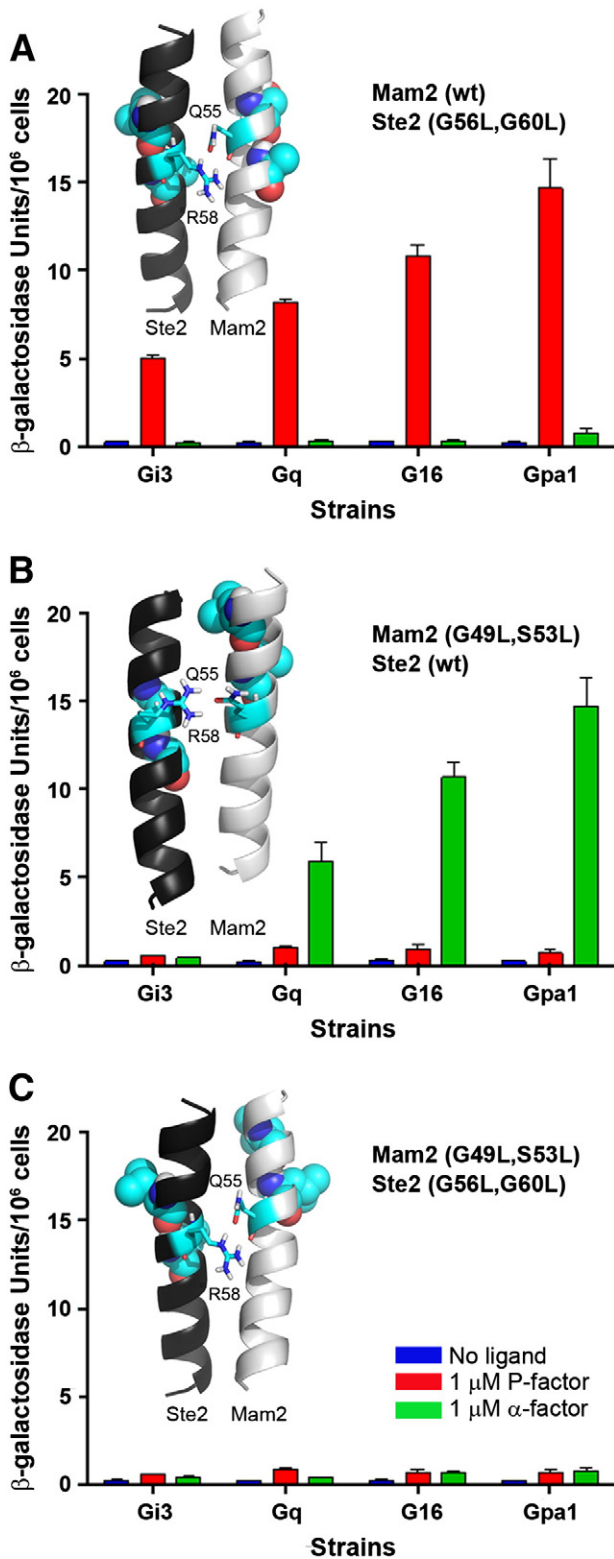 A
Mam2 (wt)
Ste2 (G56L,G60L)
β-galactosidase Units/10⁶ cells
20
15
10
5
0
Q55
R58
Ste2 Mam2
Gi3 Gq G16 Gpa1
Strains
B
Mam2 (G49L,S53L)
Ste2 (wt)
β-galactosidase Units/10⁶ cells
20
15
10
5
0
Q55
R58
Ste2 Mam2
Gi3 Gq G16 Gpa1
Strains
C
Mam2 (G49L,S53L)
Ste2 (G56L,G60L)
β-galactosidase Units/10⁶ cells
20
15
10
5
0
Q55
R58
Ste2 Mam2
No ligand
1 μM P-factor
1 μM α-factor
Gi3 Gq G16 Gpa1
Strains